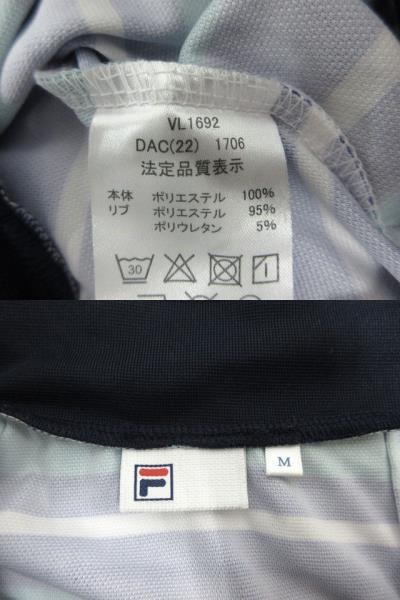 VL1692
DAC(22) 1706
法定品質表示
本体 ポリエステル 100%
リブ ポリエステル 95%
ポリウレタン 5%
30
F
M